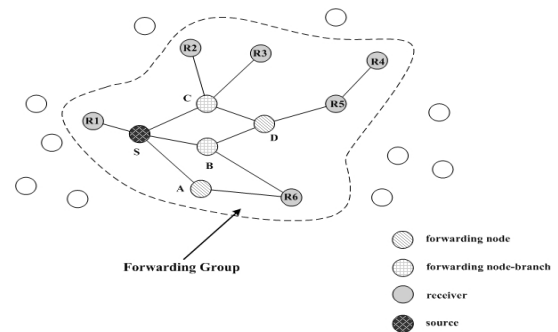 R2
R3
R4
C
R5
R1
D
S
B
A
R6
Forwarding Group
forwarding node
forwarding node-branch
receiver
source